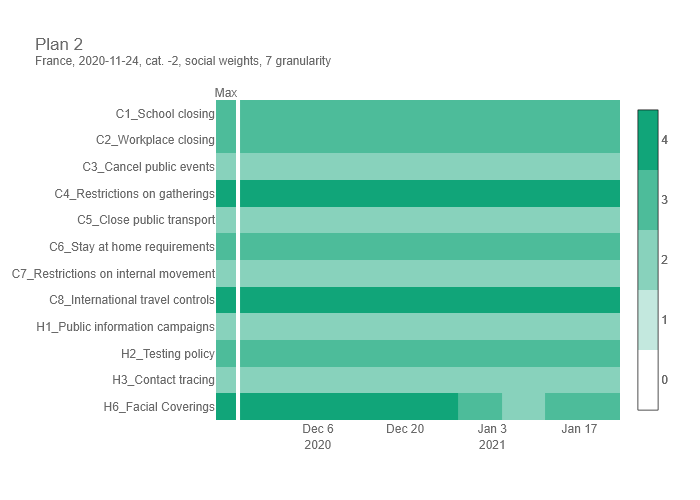 Plan 2
France, 2020-11-24, cat. -2, social weights, 7 granularity
Max
C1_School closing
C2_Workplace closing
C3_Cancel public events
C4_Restrictions on gatherings
C5_Close public transport
C6_Stay at home requirements
C7_Restrictions on internal movement
C8_International travel controls
H1_Public information campaigns
H2_Testing policy
H3_Contact tracing
H6_Facial Coverings
Dec 6 Dec 20 Jan 3 Jan 17
2020 2021
4
3
2
1
0